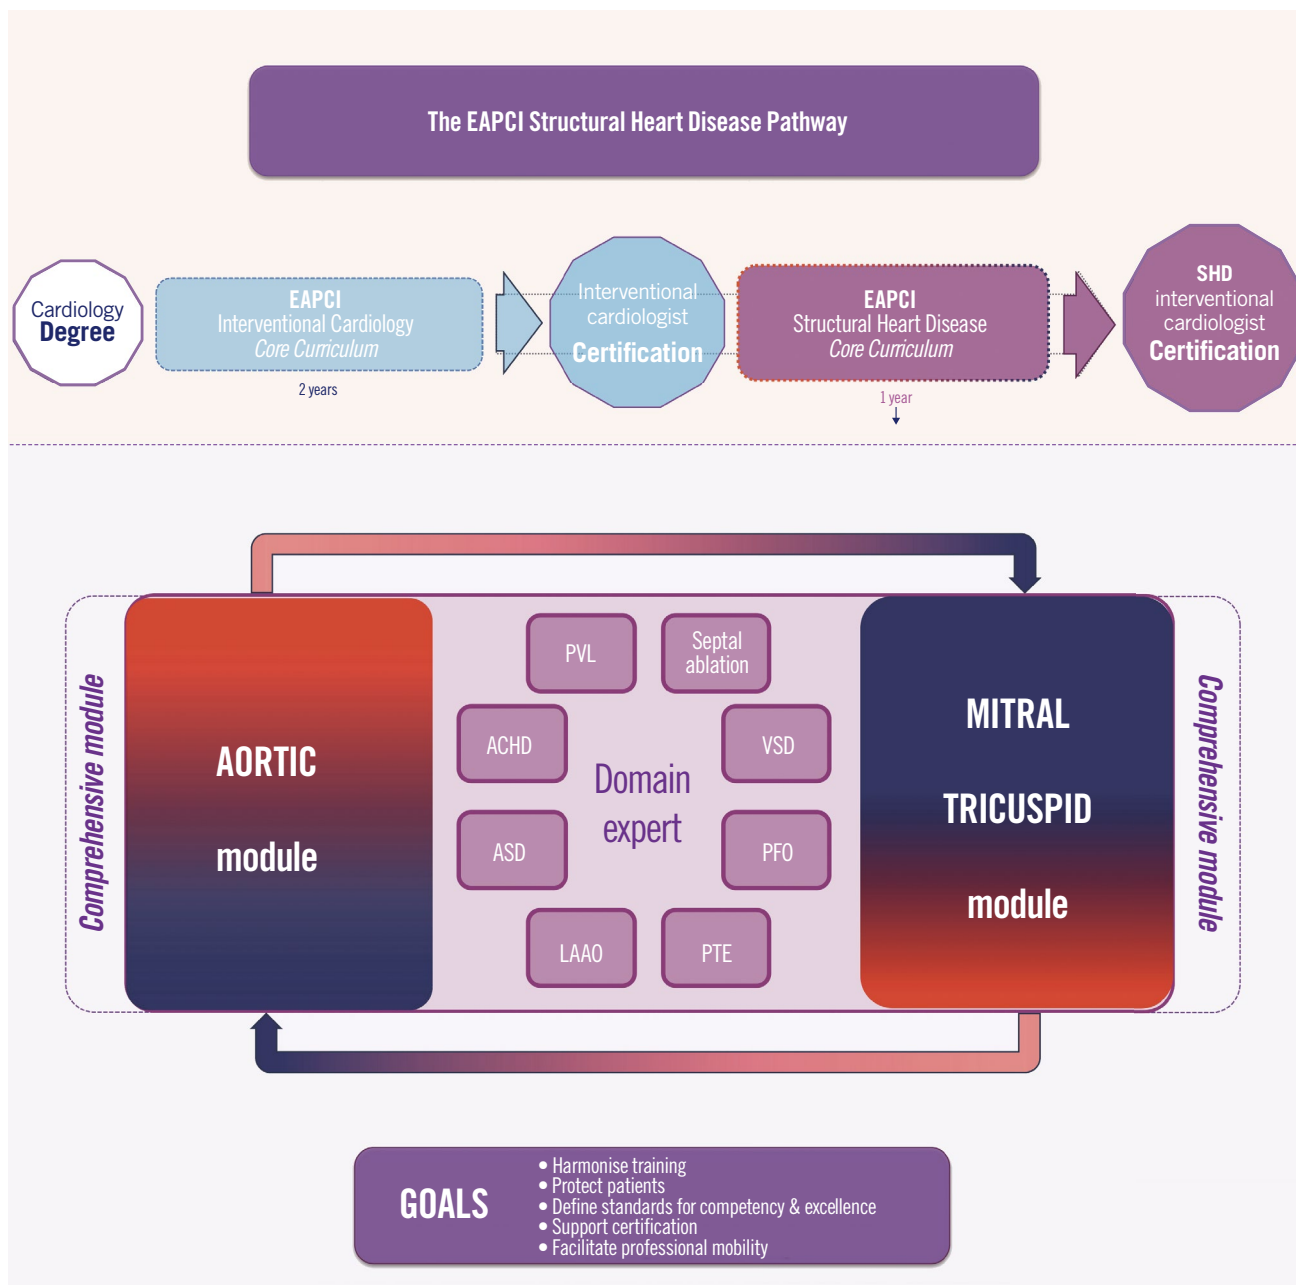 The EAPCI Structural Heart Disease Pathway
Cardiology
Degree
EAPCI
Interventional Cardiology
Core Curriculum
2 years
Interventional
cardiologist
Certification
EAPCI
Structural Heart Disease
Core Curriculum
1 year
SHD
interventional
cardiologist
Certification
Comprehensive module
AORTIC
module
PVL
Septal
ablation
ACHD
VSD
Domain
expert
ASD
PFO
LAAO
PTE
MITRAL
TRICUSPID
module
Comprehensive module
GOALS
• Harmonise training
• Protect patients
• Define standards for competency & excellence
• Support certification
• Facilitate professional mobility